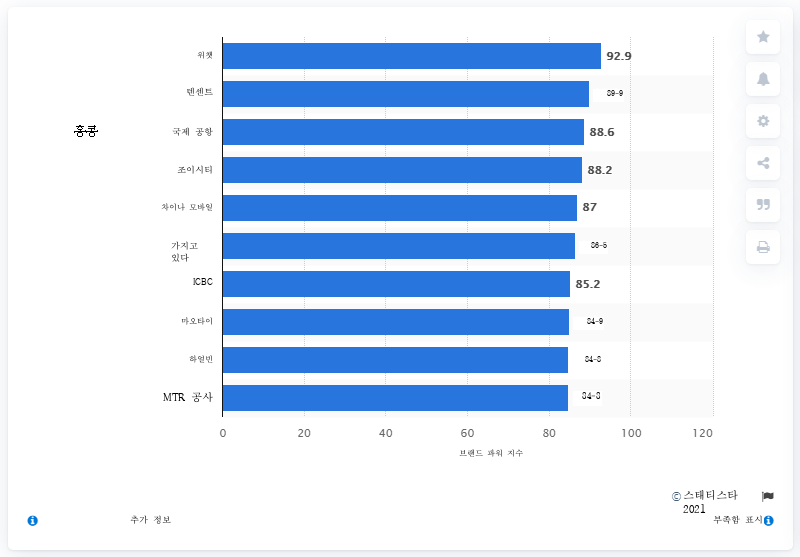 위챗
92.9
텐센트
89-9
홍콩
국제 공항
88.6
조이시티
88.2
차이나 모바일
87
가지고
있다
86-5
ICBC
85.2
마오타이
84-9
하얼빈
84-8
MTR 공사
84-8
0
20
40
60
80
100
120
브랜드 파워 지수
© 스태티스타
2021
추가 정보
부족함 표시